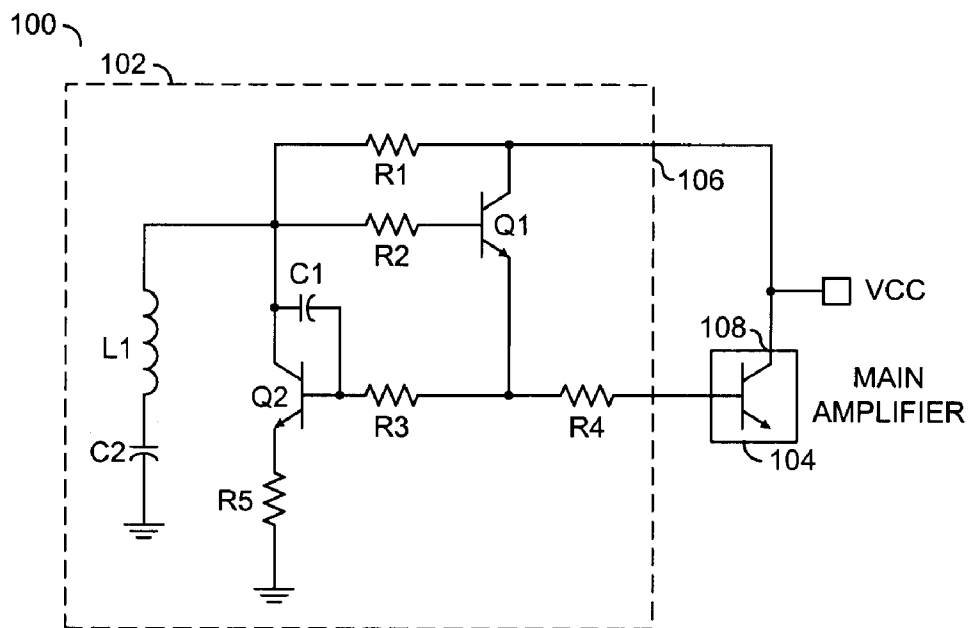 100
102
R1
106
R2
Q1
C1
VCC
L1
108
Q2
R3
R4
MAIN
AMPLIFIER
C2
104
R5